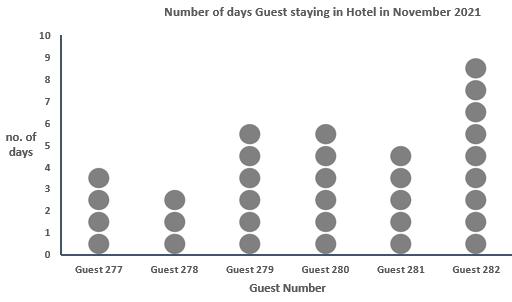 Number of days Guest staying in Hotel in November 2021
10
9
8
7
6
5
4
3
2
1
0
no. of
days
Guest 277 Guest 278 Guest 279 Guest 280 Guest 281 Guest 282
Guest Number